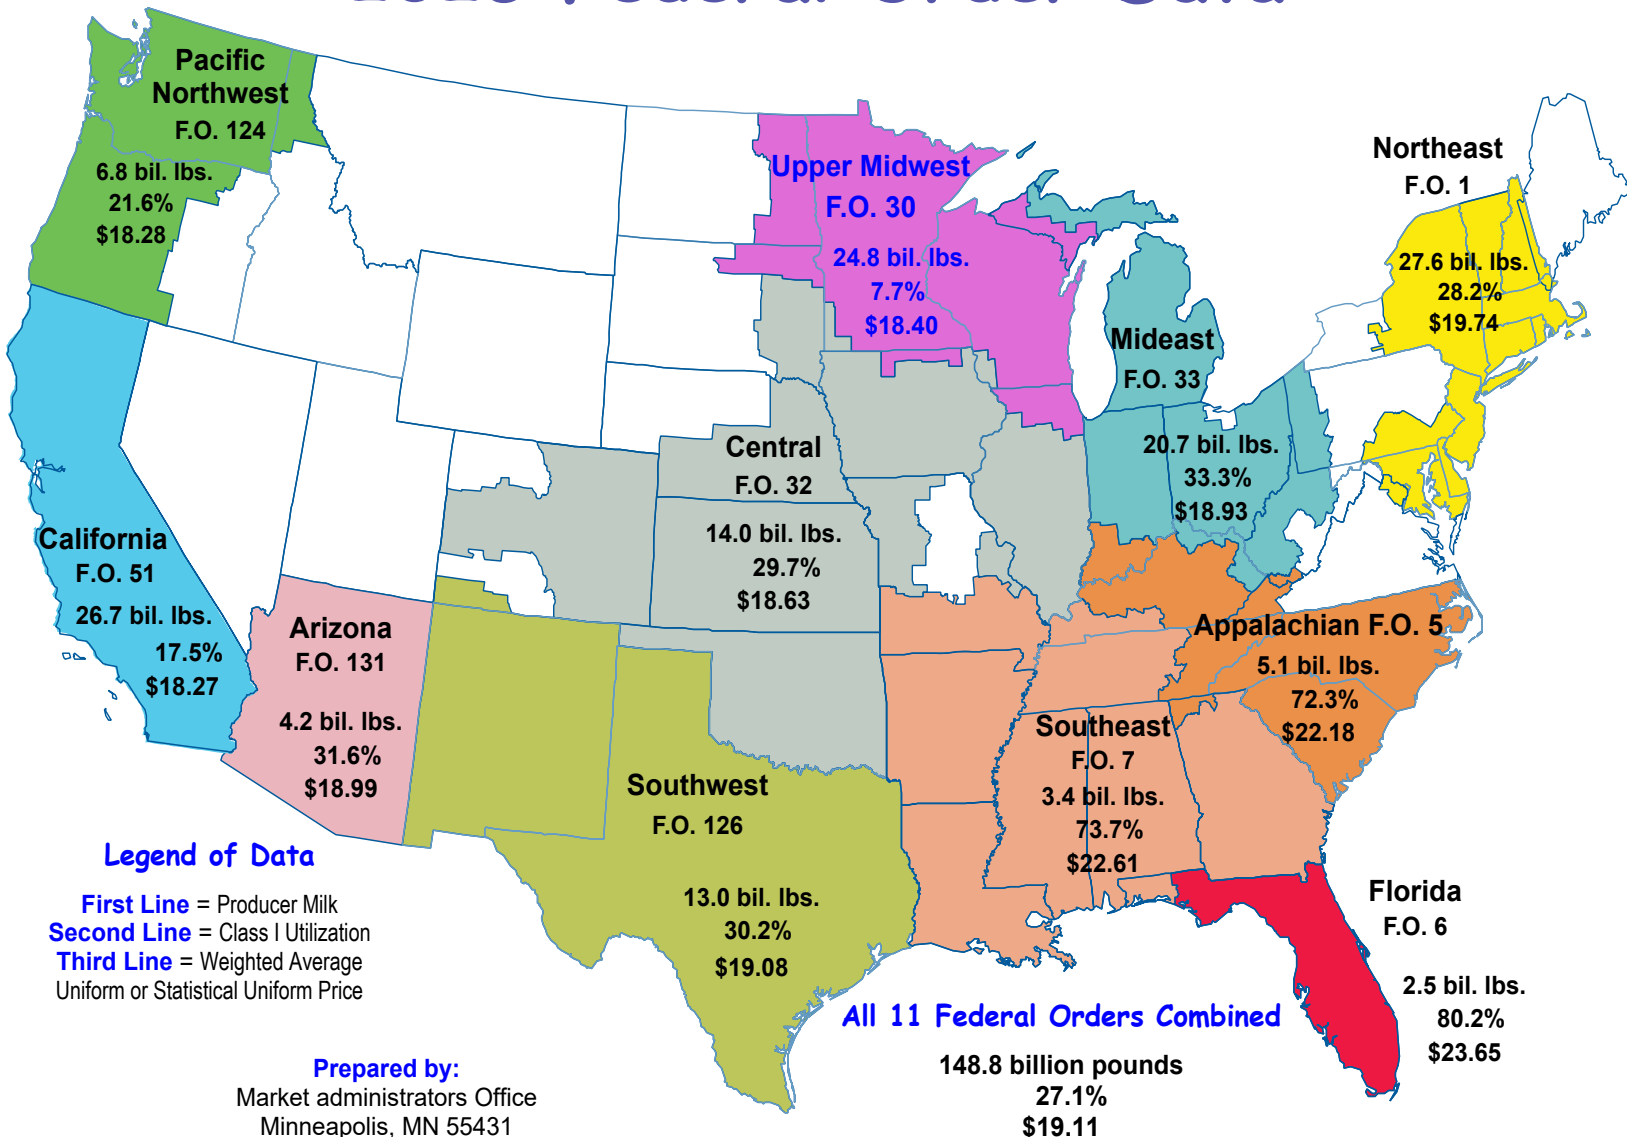 Federal Order Data
Pacific
Northwest
F.O. 124
6.8 bil. lbs.
21.6%
$18.28
Upper Midwest
F.O. 30
24.8 bil. lbs.
7.7%
$18.40
Northeast
F.O. 1
27.6 bil. lbs.
28.2%
$19.74
Mideast
F.O. 33
20.7 bil. lbs.
33.3%
$18.93
Central
F.O. 32
14.0 bil. lbs.
29.7%
$18.63
California
F.O. 51
26.7 bil. lbs.
17.5%
$18.27
Arizona
F.O. 131
4.2 bil. lbs.
31.6%
$18.99
Appalachian F.O. 5
5.1 bil. lbs.
72.3%
$22.18
Southeast
F.O. 7
3.4 bil. lbs.
73.7%
$22.61
Southwest
F.O. 126
13.0 bil. lbs.
30.2%
$19.08
Florida
F.O. 6
2.5 bil. lbs.
80.2%
$23.65
Legend of Data
First Line = Producer Milk
Second Line = Class I Utilization
Third Line = Weighted Average
Uniform or Statistical Uniform Price
Prepared by:
Market administrators Office
Minneapolis, MN 55431
All 11 Federal Orders Combined
148.8 billion pounds
27.1%
$19.11